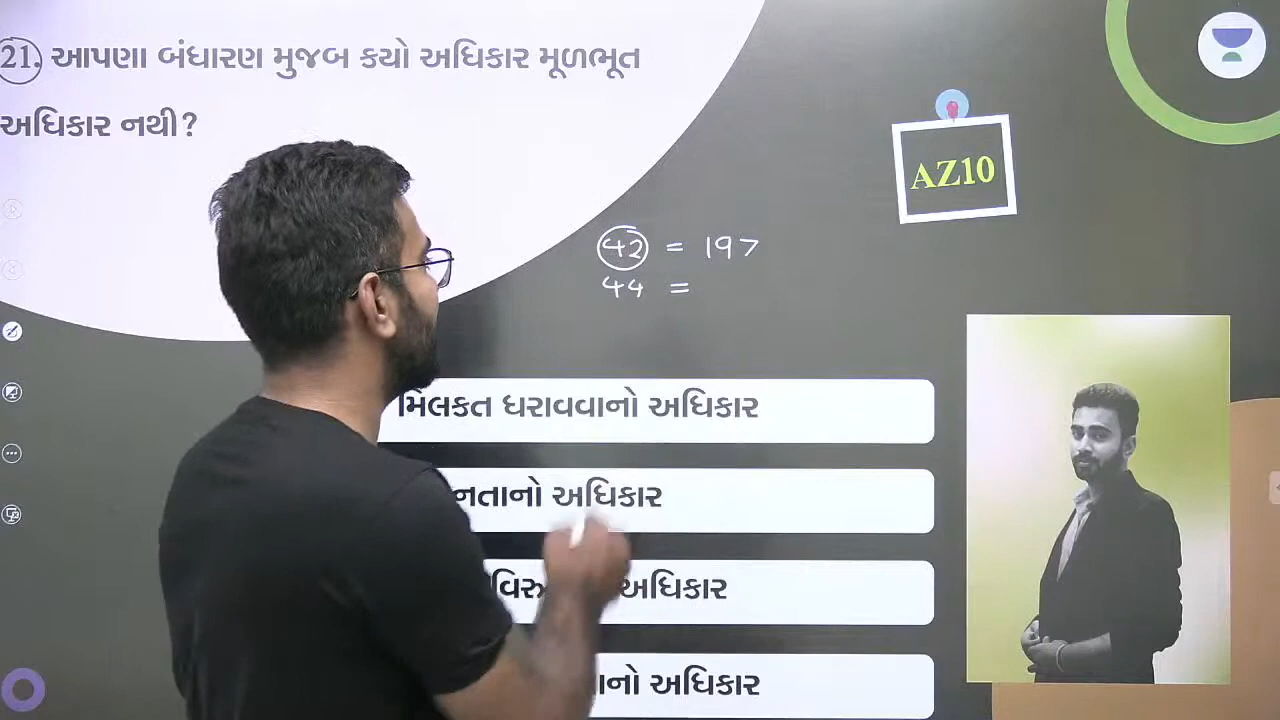 21. આપણા બંધારણ મુજબ કયો અધિકાર મૂળભૂત
અધિકાર નથી?
AZ10
42 = 197
44 =
મિલકત ધરાવવાનો અધિકાર
અધિકાર
અધિકાર
અધિકાર